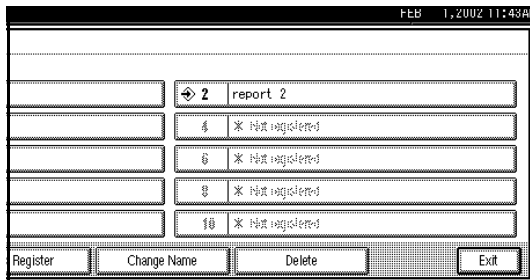 FEB 1,2002 11:43A
2 report 2
4 * Not registered
6 * Not registered
8 * Not registered
10 * Not registered
Register Change Name Delete Exit